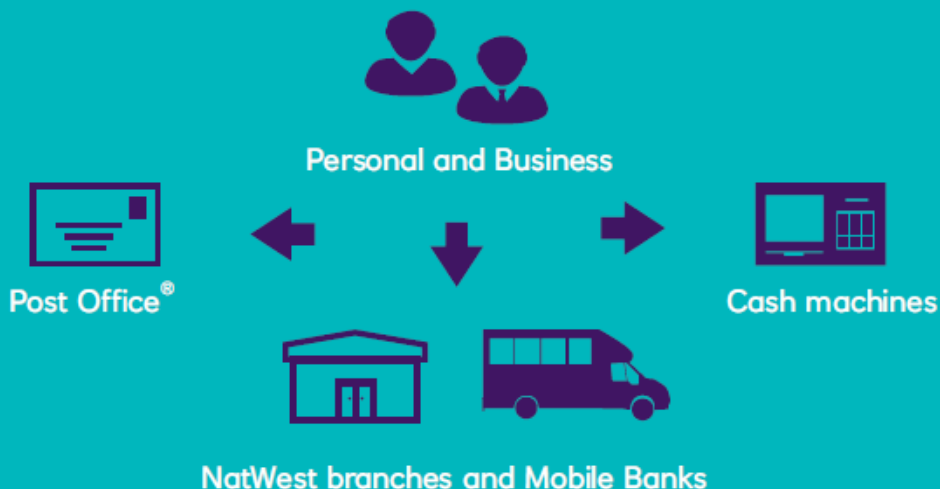 Personal and Business
Post Office®
Cash machines
NatWest branches and Mobile Banks